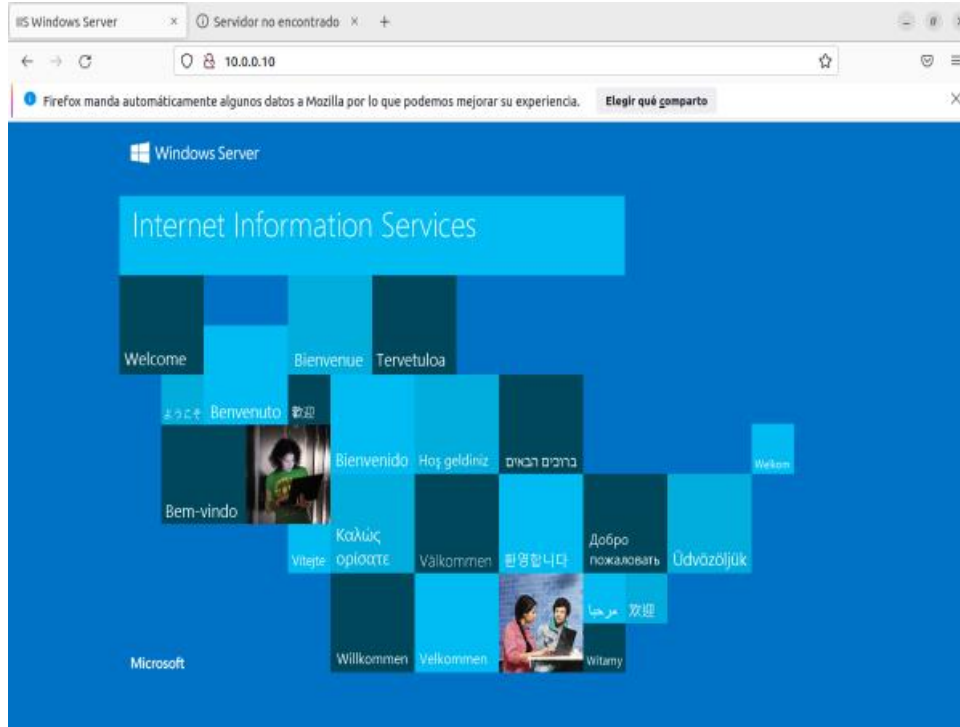 IIS Windows Server
Servidor no encontrado
10.0.0.10
Firefox manda automáticamente algunos datos a Mozilla por lo que podemos mejorar su experiencia. Elegir qué comparto
Windows Server
Internet Information Services
Welcome
Bienvenue
Tervetuloa
ようこそ
Benvenuto
歡迎
Bienvenido
Hoş geldiniz
ברוכים הבאים
Welkom
Bem-vindo
Vítejte
Καλώς
ορίσατε
Välkommen
환영합니다
Добро
пожаловать
Üdvözöljük
مرحبا
欢迎
Willkommen
Velkommen
Witamy
Microsoft